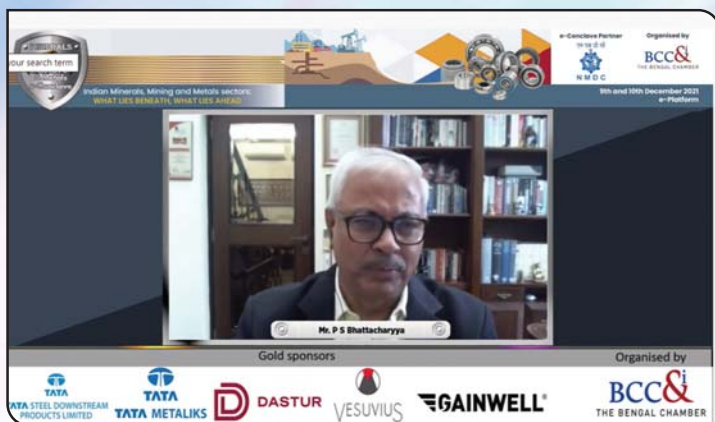 your search term
Indian Minerals, Mining and Metals sectors:
WHAT LIES BENEATH, WHAT LIES AHEAD
e-Conclave Partner
NMDC
Organised by
BCC&i
THE BENGAL CHAMBER
9th and 10th December 2021
e-Platform
Mr. P S Bhattacharyya
Gold sponsors
Organised by
TATA
TATA STEEL DOWNSTREAM
PRODUCTS LIMITED
TATA
TATA METALIKS
DASTUR
VESUVIUS
GAINWELL
BCC&i
THE BENGAL CHAMBER